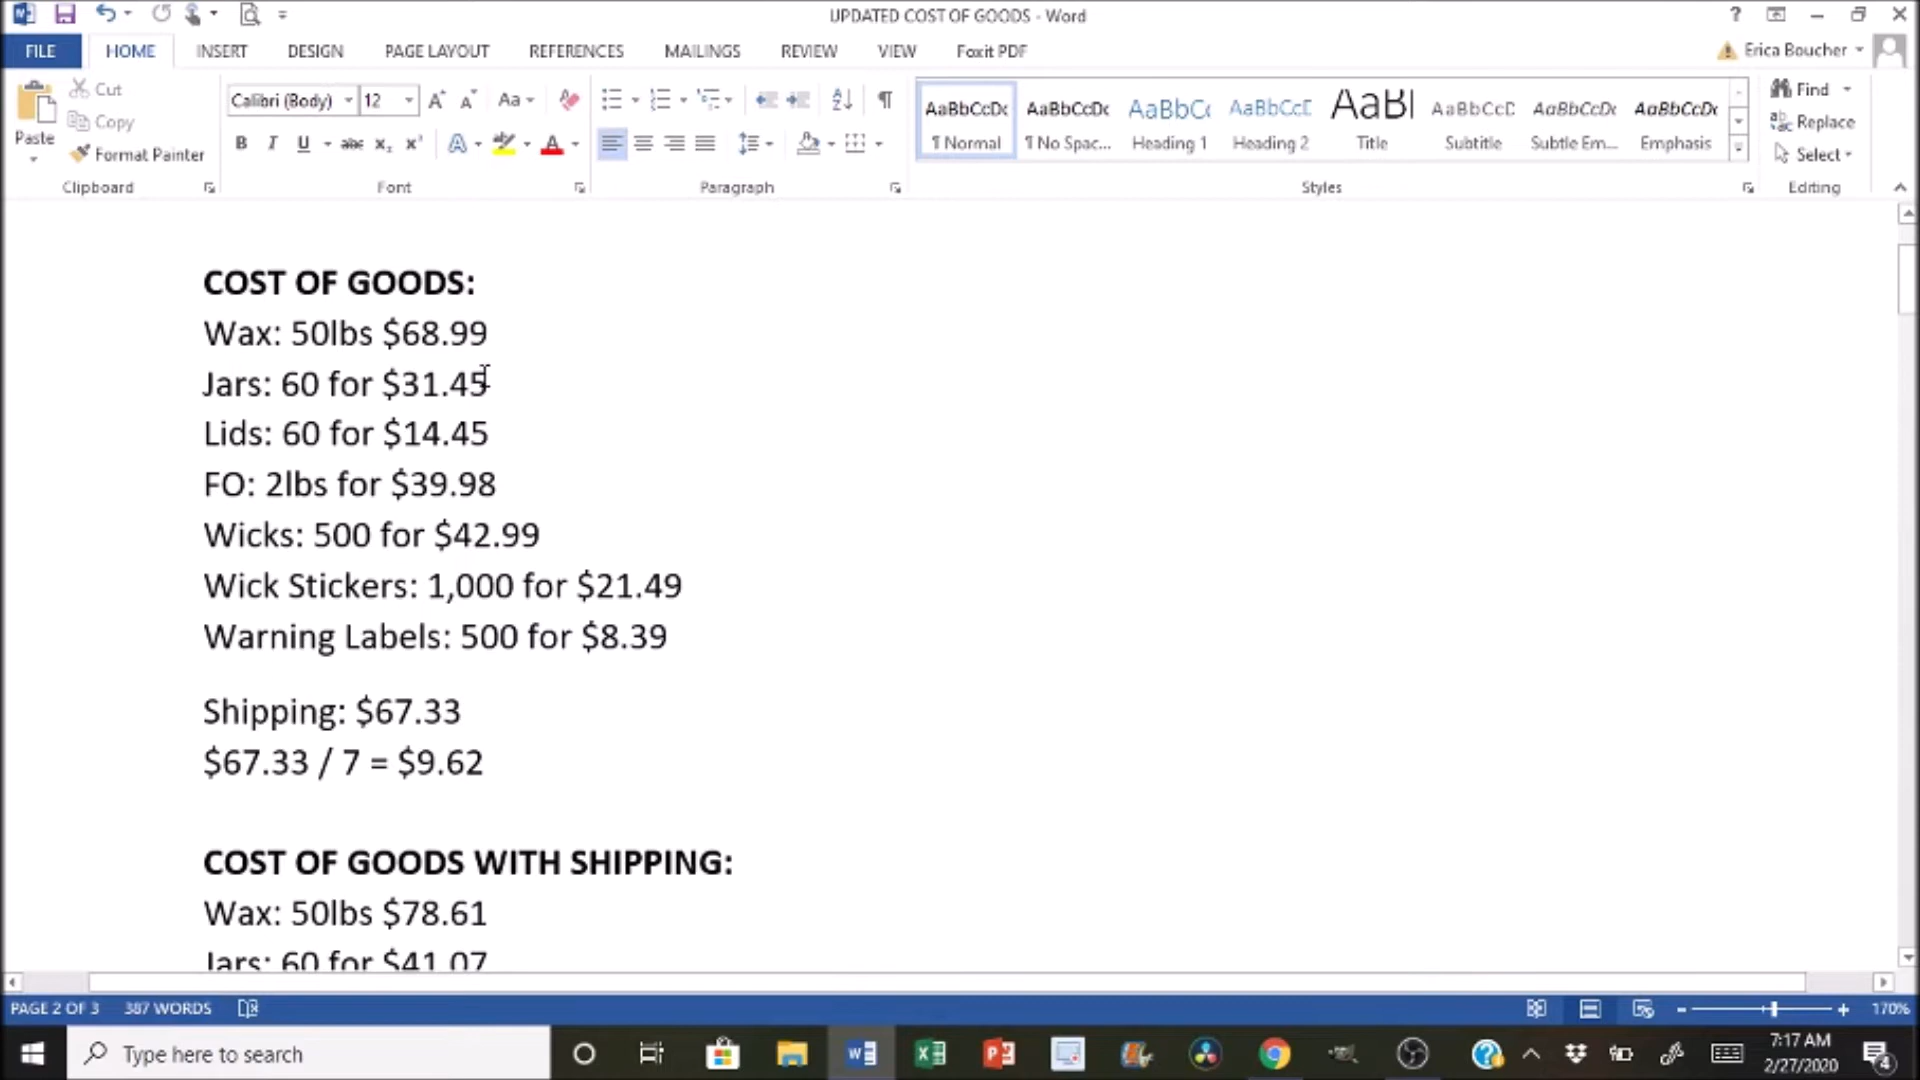 UPDATED COST OF GOODS - Word
FILE HOME INSERT DESIGN PAGE LAYOUT REFERENCES MAILINGS REVIEW VIEW Foxit PDF Erica Boucher
Paste Cut
Copy
Format Painter
Calibri (Body) 12
Clipboard Font Paragraph Styles Editing
AaBbCcDc AaBbCcDc AaBbC AaBbCcD AaB AaBbCcD AaBbCcDc AaBbCcDc
¶ Normal ¶ No Spac... Heading 1 Heading 2 Title Subtitle Subtle Em... Emphasis
Find
Replace
Select
COST OF GOODS:
Wax: 50lbs $68.99
Jars: 60 for $31.45
Lids: 60 for $14.45
FO: 2lbs for $39.98
Wicks: 500 for $42.99
Wick Stickers: 1,000 for $21.49
Warning Labels: 500 for $8.39
Shipping: $67.33
$67.33 / 7 = $9.62
COST OF GOODS WITH SHIPPING:
Wax: 50lbs $78.61
Jars: 60 for $41.07
PAGE 2 OF 3 387 WORDS 170%
Type here to search
7:17 AM
2/27/2020